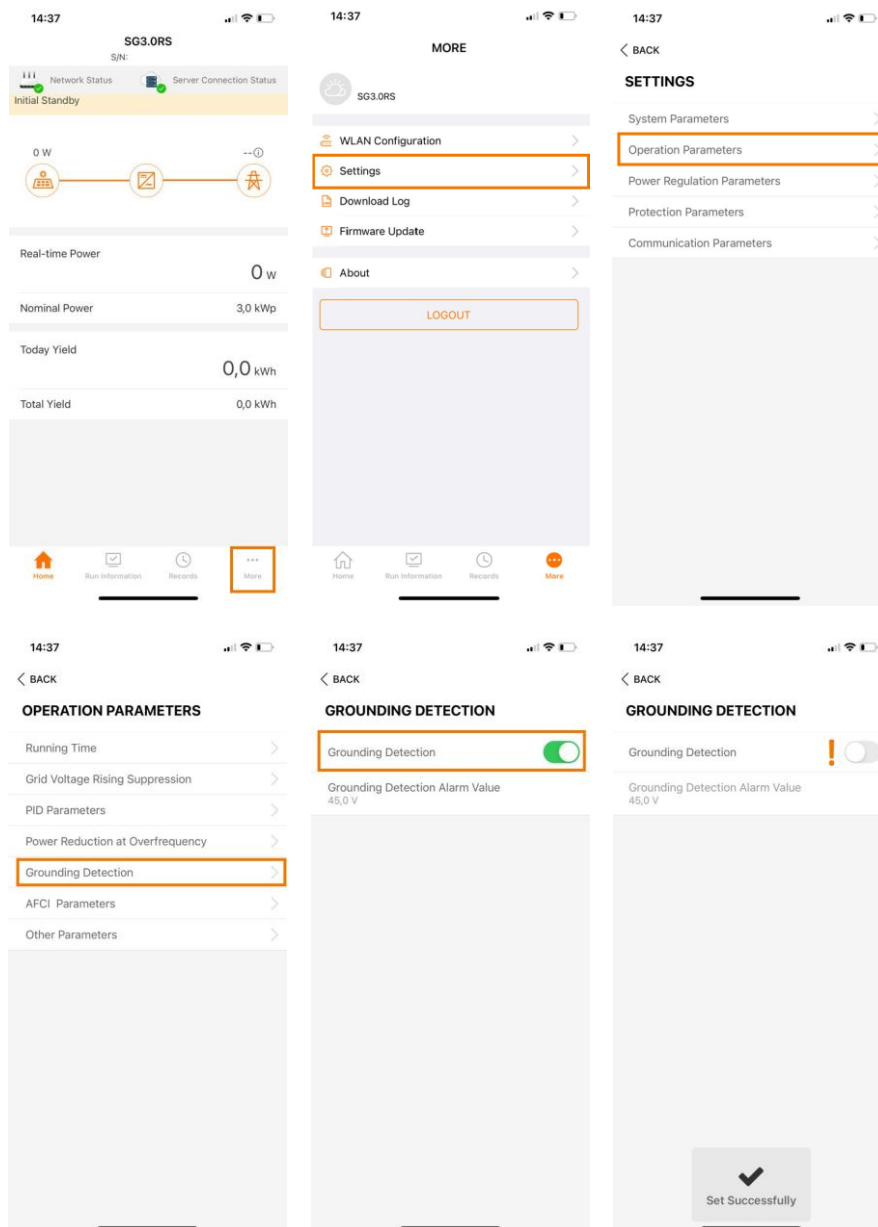 14:37
SG3.0RS
S/N:
Network Status
Server Connection Status
Initial Standby
0 W
--
Real-time Power
0 W
Nominal Power
3,0 kWp
Today Yield
0,0 kWh
Total Yield
0,0 kWh
Home
Run Information
Records
More
14:37
MORE
SG3.0RS
WLAN Configuration
Settings
Download Log
Firmware Update
About
LOGOUT
Home
Run Information
Records
More
14:37
BACK
SETTINGS
System Parameters
Operation Parameters
Power Regulation Parameters
Protection Parameters
Communication Parameters
14:37
BACK
OPERATION PARAMETERS
Running Time
Grid Voltage Rising Suppression
PID Parameters
Power Reduction at Overfrequency
Grounding Detection
AFCI Parameters
Other Parameters
14:37
BACK
GROUNDING DETECTION
Grounding Detection
Grounding Detection Alarm Value
45,0 V
14:37
BACK
GROUNDING DETECTION
Grounding Detection
!
Grounding Detection Alarm Value
45,0 V
Set Successfully